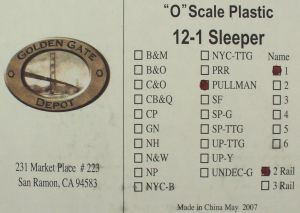 "O" Scale Plastic
12-1 Sleeper
GOLDEN GATE
DEPOT
231 Market Place # 223
San Ramon, CA 94583
B&M
B&O
C&O
CB&Q
CP
GN
NH
N&W
NP
NYC-B
NYC-TTG
PRR
PULLMAN
SF
SP-G
SP-TTG
UP-TTG
UP-Y
UNDEC-G
Name
1
2
3
4
5
6
2 Rail
3 Rail
Made in China May 2007